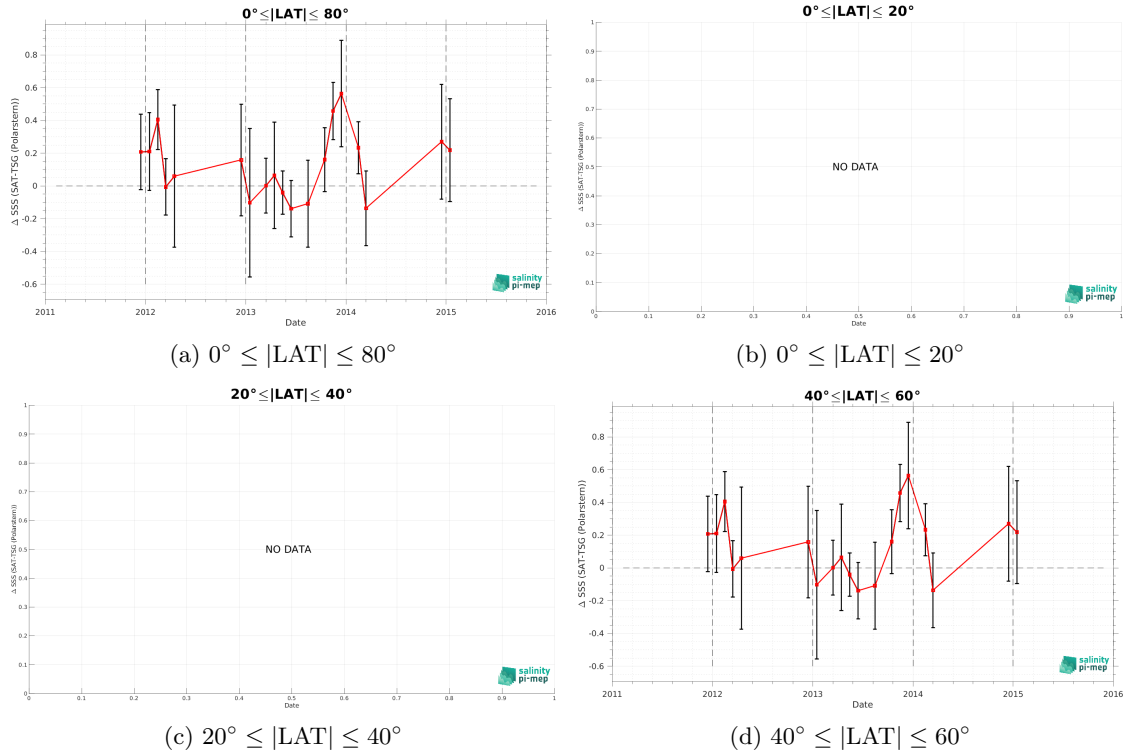 0°≤|LAT|≤ 80°
Δ SSS (SAT-TSG (Polarstern))
0.8
0.6
0.4
0.2
0
-0.2
-0.4
-0.6
2011 2012 2013 2014 2015 2016
Date
salinity
pi-mep
(a) 0° ≤ |LAT| ≤ 80°
0°≤|LAT|≤ 20°
Δ SSS (SAT-TSG (Polarstern))
1
0.9
0.8
0.7
0.6
0.5
0.4
0.3
0.2
0.1
0
NO DATA
0 0.1 0.2 0.3 0.4 0.5 0.6 0.7 0.8 0.9 1
Date
salinity
pi-mep
(b) 0° ≤ |LAT| ≤ 20°
20°≤|LAT|≤ 40°
Δ SSS (SAT-TSG (Polarstern))
1
0.9
0.8
0.7
0.6
0.5
0.4
0.3
0.2
0.1
0
NO DATA
0 0.1 0.2 0.3 0.4 0.5 0.6 0.7 0.8 0.9 1
Date
salinity
pi-mep
(c) 20° ≤ |LAT| ≤ 40°
40°≤|LAT|≤ 60°
Δ SSS (SAT-TSG (Polarstern))
0.8
0.6
0.4
0.2
0
-0.2
-0.4
-0.6
2011 2012 2013 2014 2015 2016
Date
salinity
pi-mep
(d) 40° ≤ |LAT| ≤ 60°